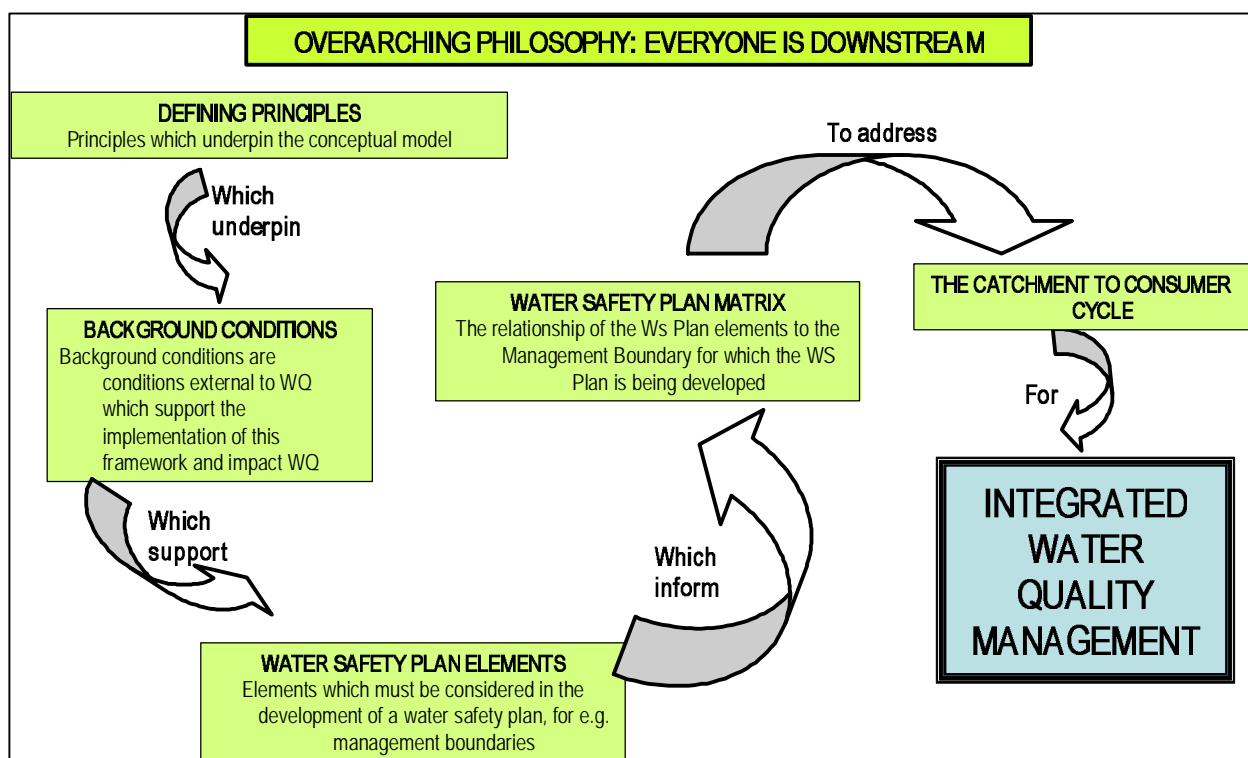 OVERARCHING PHILOSOPHY: EVERYONE IS DOWNSTREAM
DEFINING PRINCIPLES
Principles which underpin the conceptual model
Which
underpin
BACKGROUND CONDITIONS
Background conditions are
conditions external to WQ
which support the
implementation of this
framework and impact WQ
Which
support
WATER SAFETY PLAN ELEMENTS
Elements which must be considered in the
development of a water safety plan, for e.g.
management boundaries
Which
inform
WATER SAFETY PLAN MATRIX
The relationship of the Ws Plan elements to the
Management Boundary for which the WS
Plan is being developed
To address
THE CATCHMENT TO CONSUMER
CYCLE
For
INTEGRATED
WATER
QUALITY
MANAGEMENT